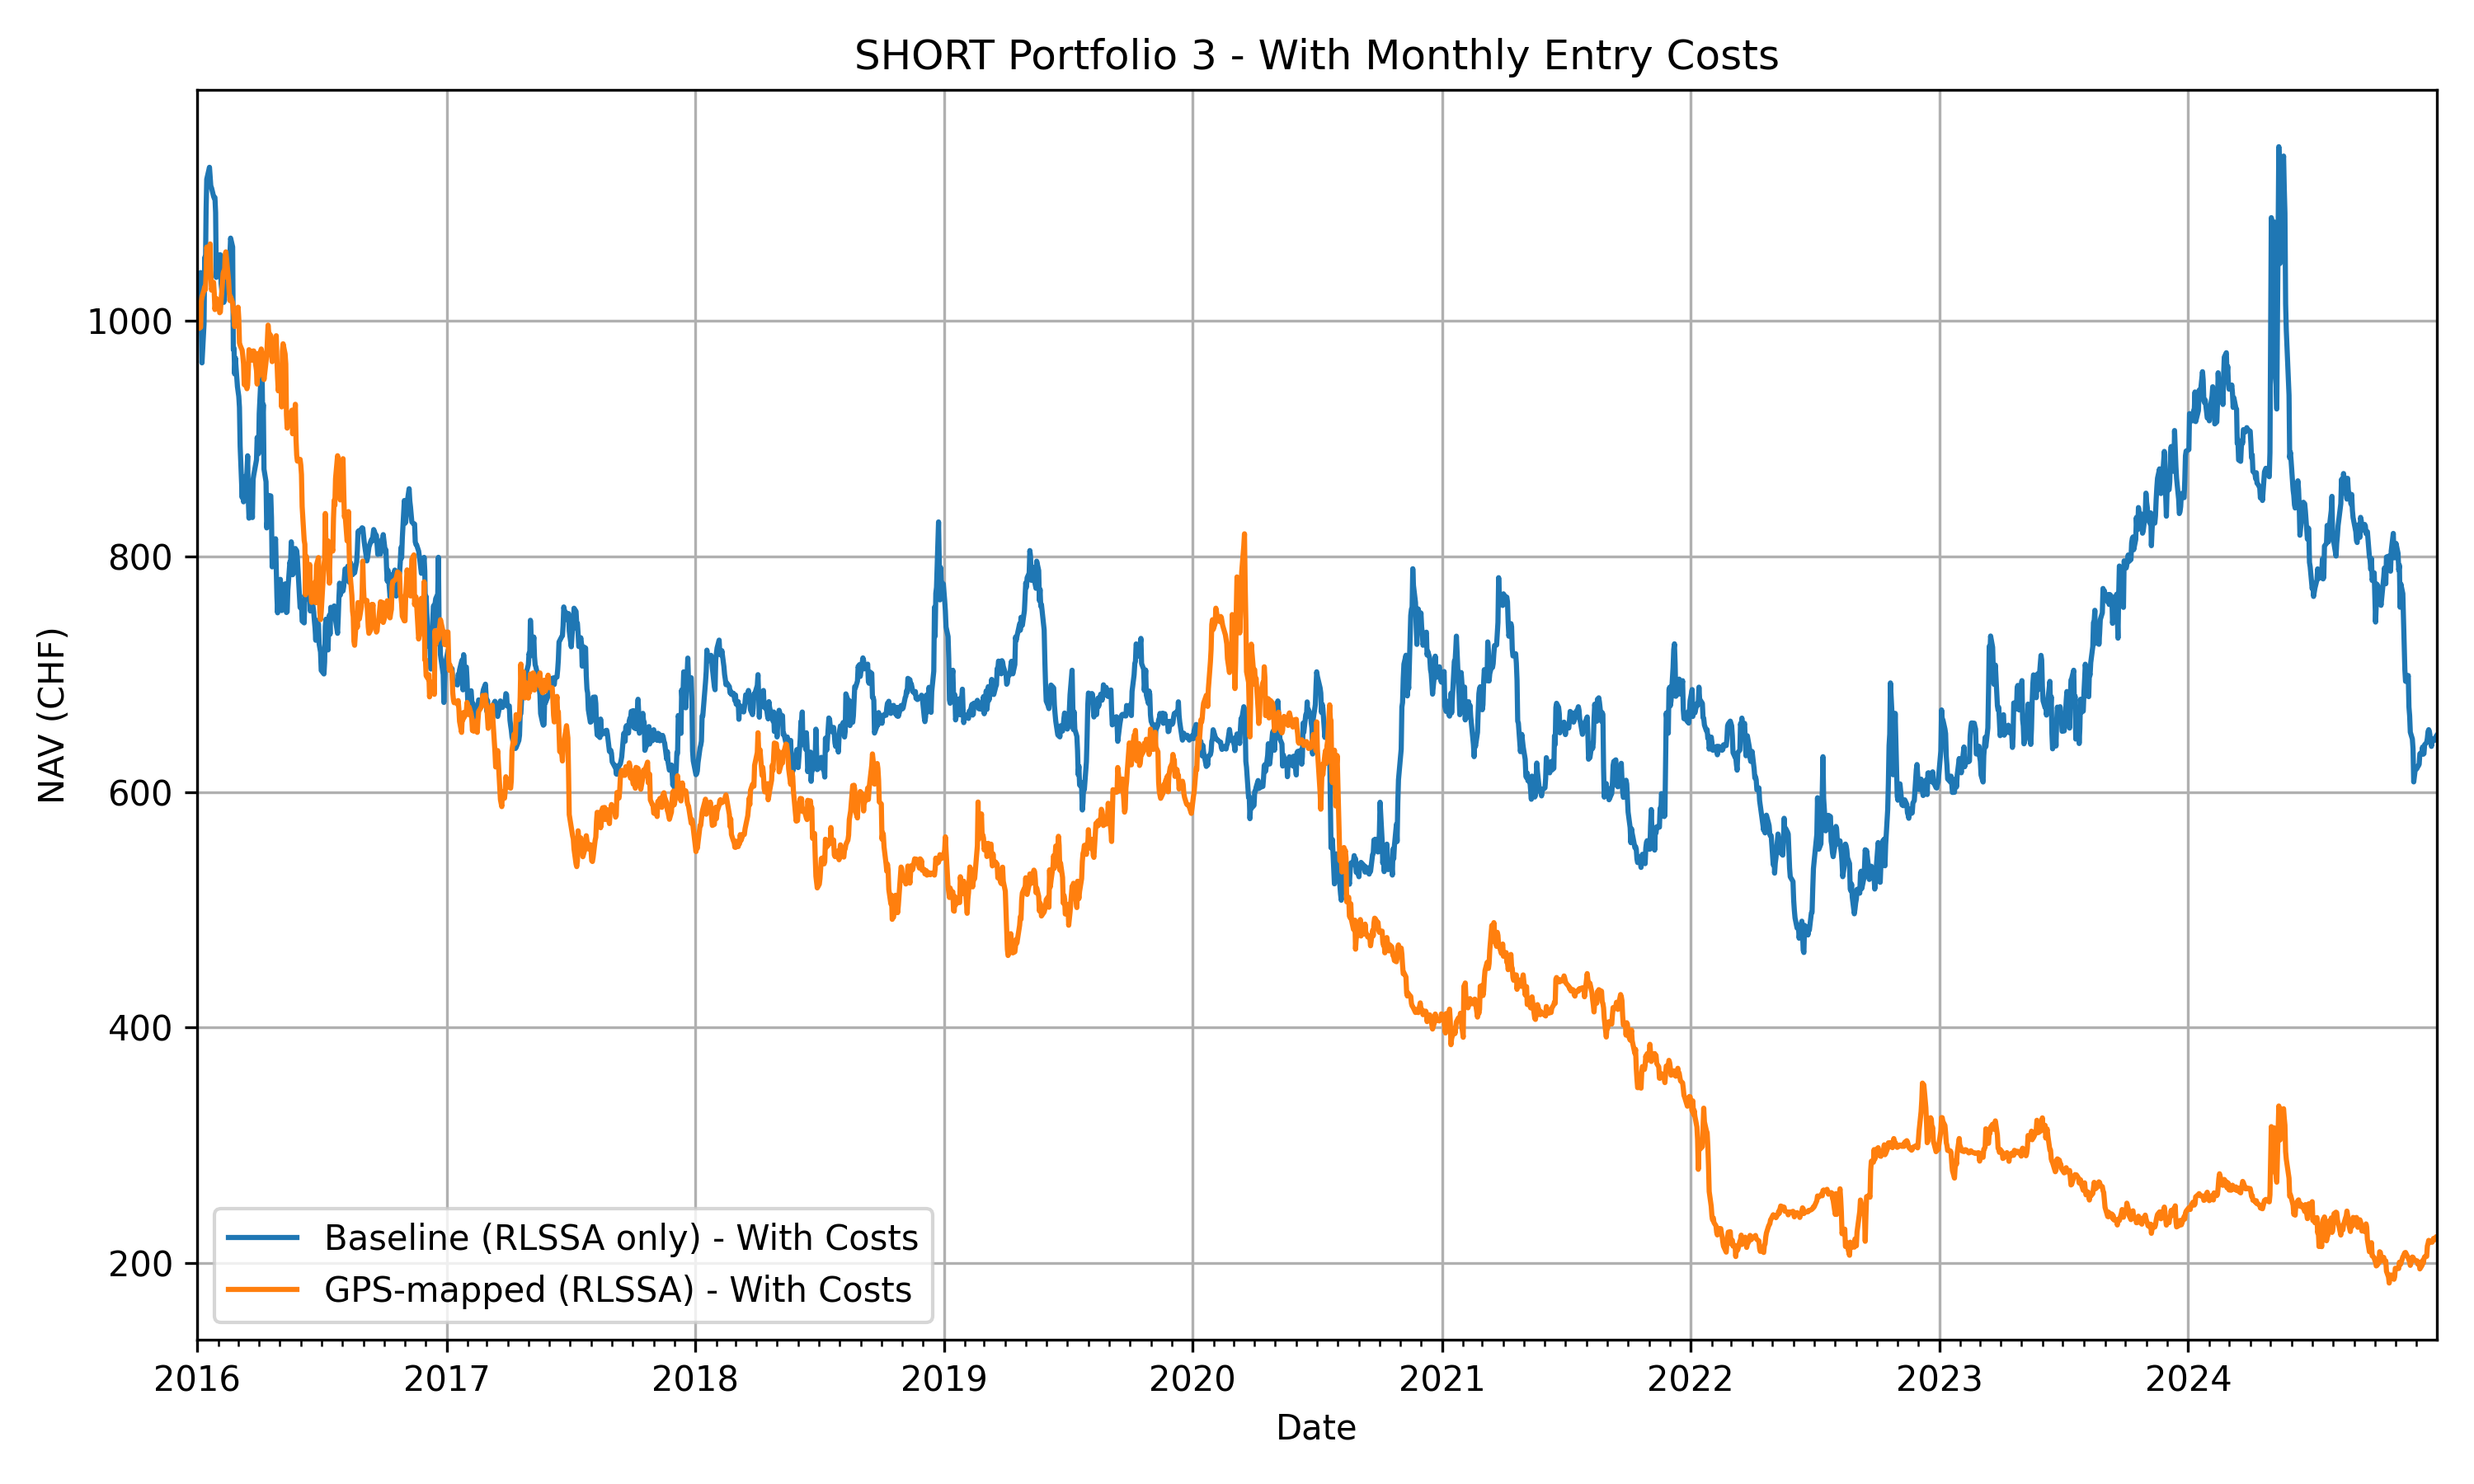 SHORT Portfolio 3 - With Monthly Entry Costs
NAV (CHF)
1000
800
600
400
200
Baseline (RLSSA only) - With Costs
GPS-mapped (RLSSA) - With Costs
2016 2017 2018 2019 2020 2021 2022 2023 2024
Date